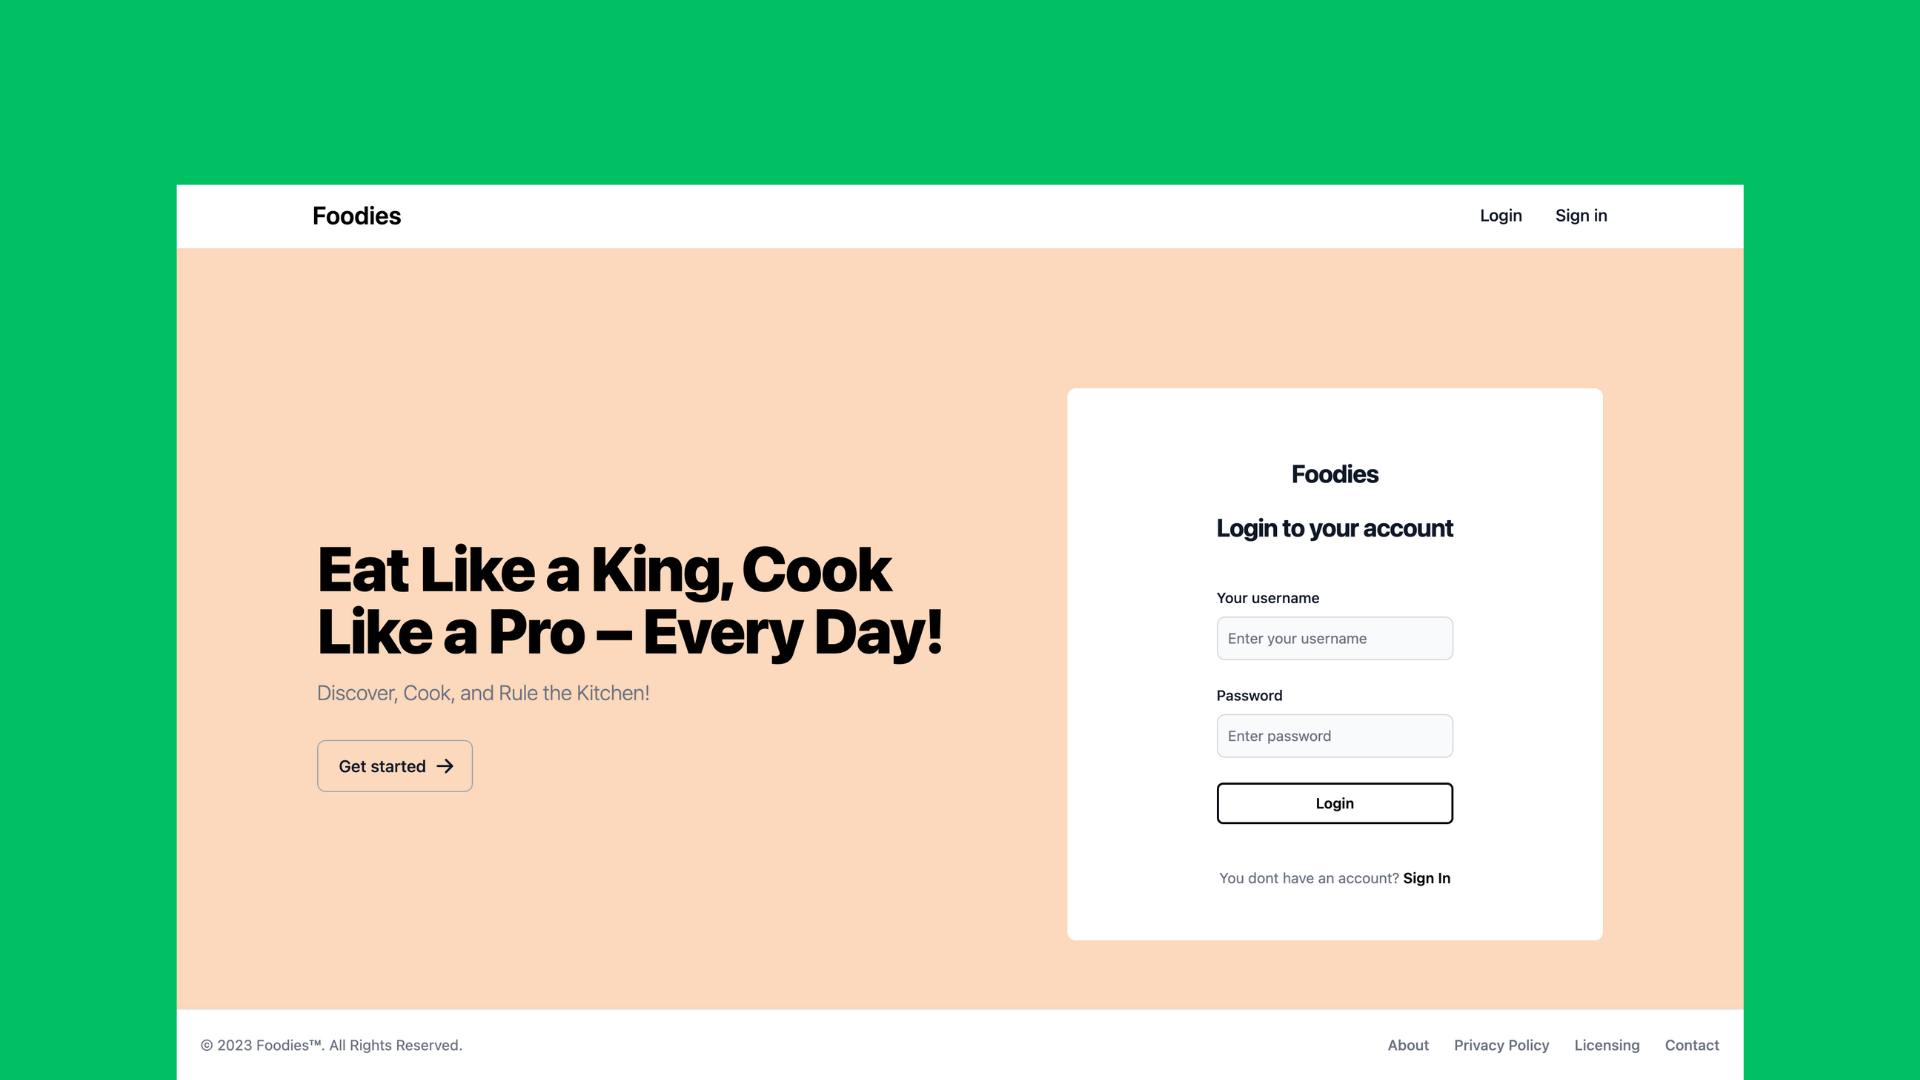 Foodies
Login
Sign in
Eat Like a King, Cook
Like a Pro – Every Day!
Discover, Cook, and Rule the Kitchen!
Get started →
Foodies
Login to your account
Your username
Enter your username
Password
Enter password
Login
You dont have an account? Sign In
© 2023 Foodies™. All Rights Reserved.
About
Privacy Policy
Licensing
Contact